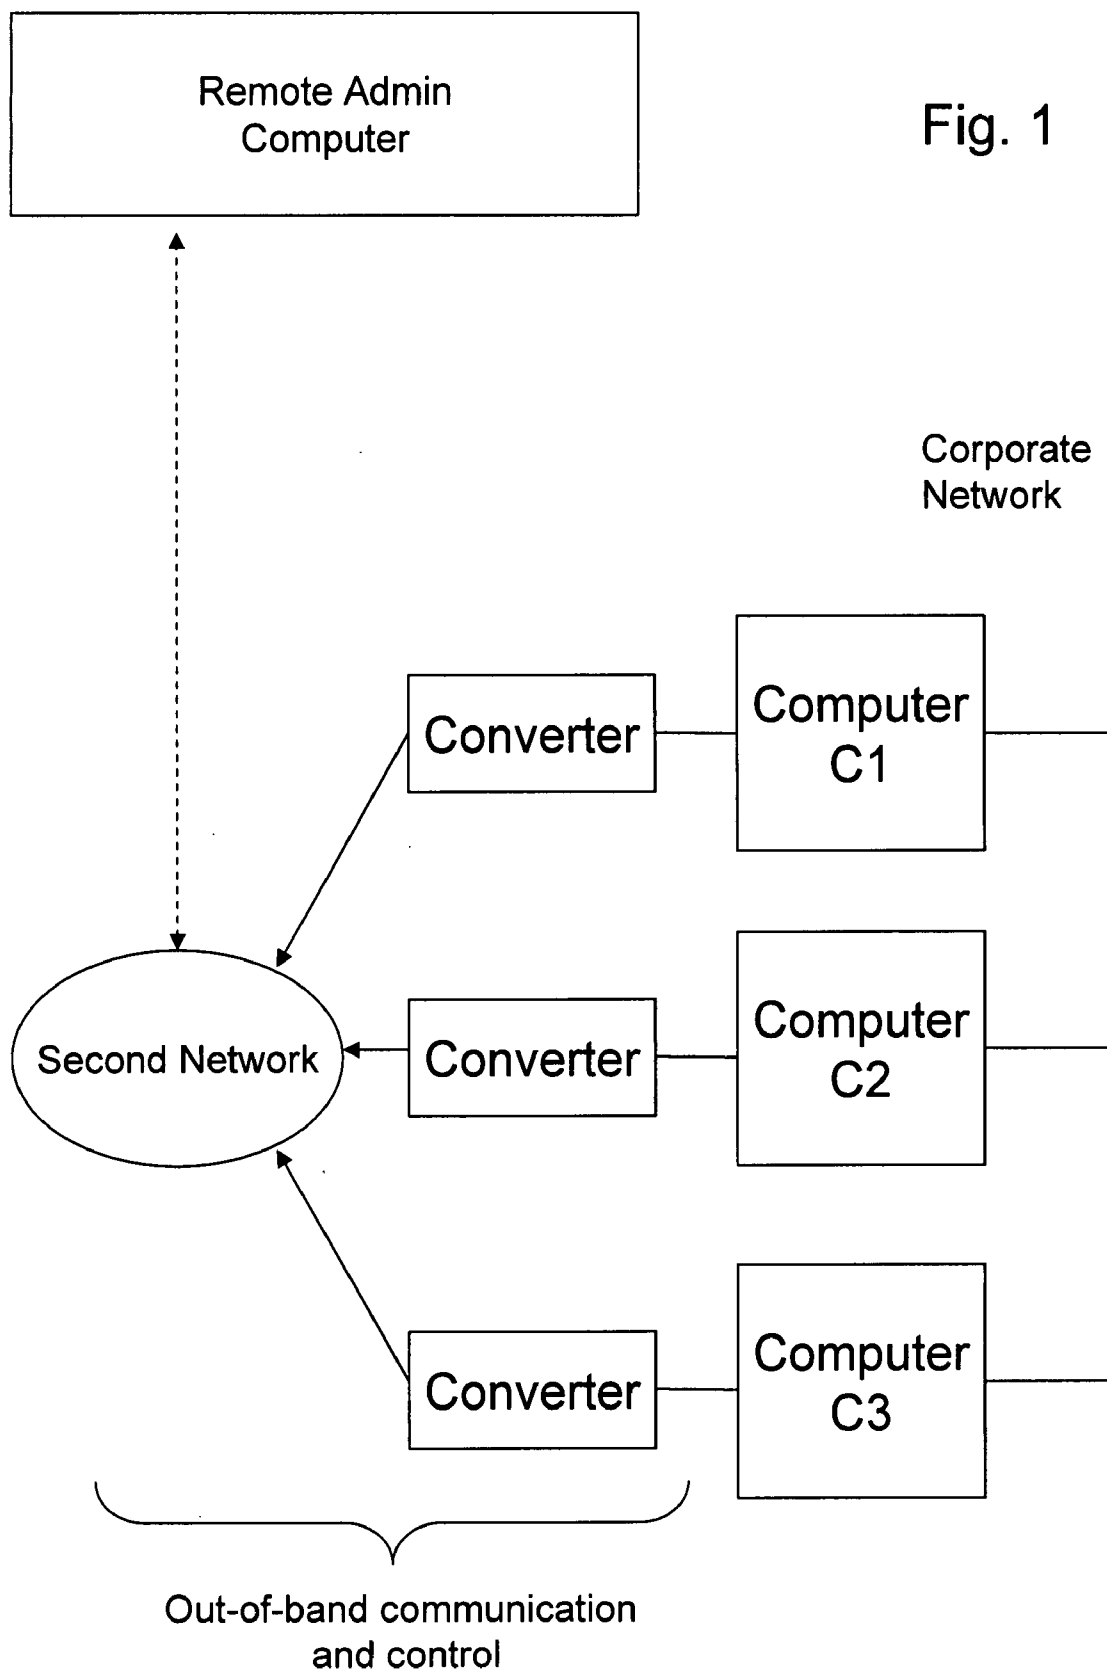 Remote Admin
Computer
Fig. 1
Corporate
Network
Converter
Computer
C1
Second Network
Converter
Computer
C2
Converter
Computer
C3
Out-of-band communication
and control